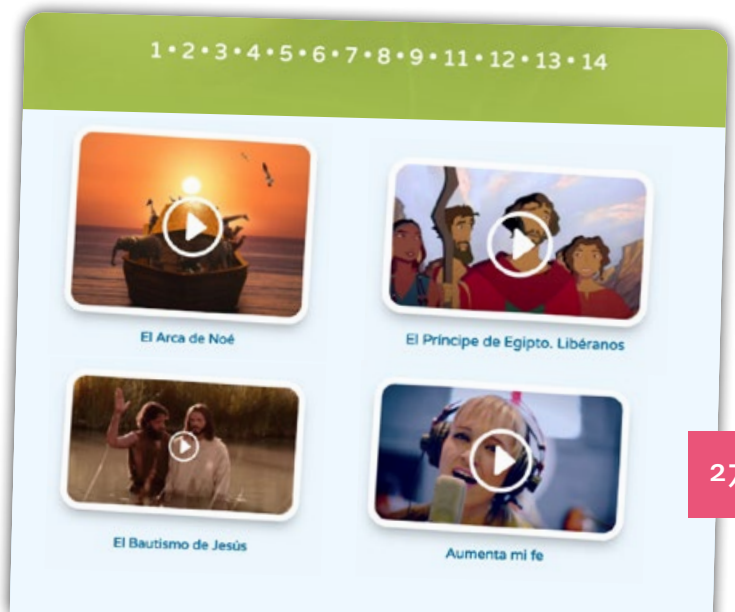 1 • 2 • 3 • 4 • 5 • 6 • 7 • 8 • 9 • 11 • 12 • 13 • 14
El Arca de Noé
El Príncipe de Egipto. Libéranos
El Bautismo de Jesús
Aumenta mi fe